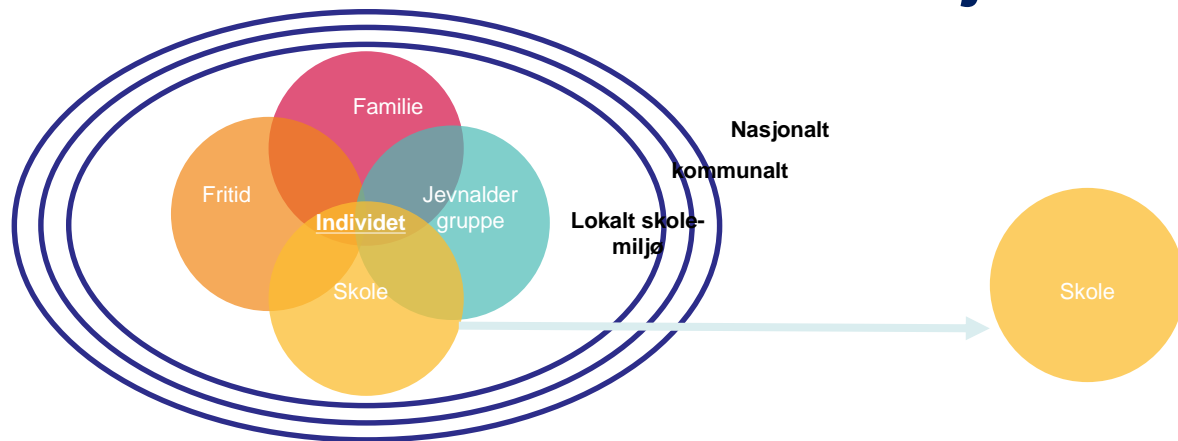 Familie
Nasjonalt
kommunalt
Fritid
Jevnalder
gruppe
Individet
Lokalt skole-
miljø
Skole
Skole